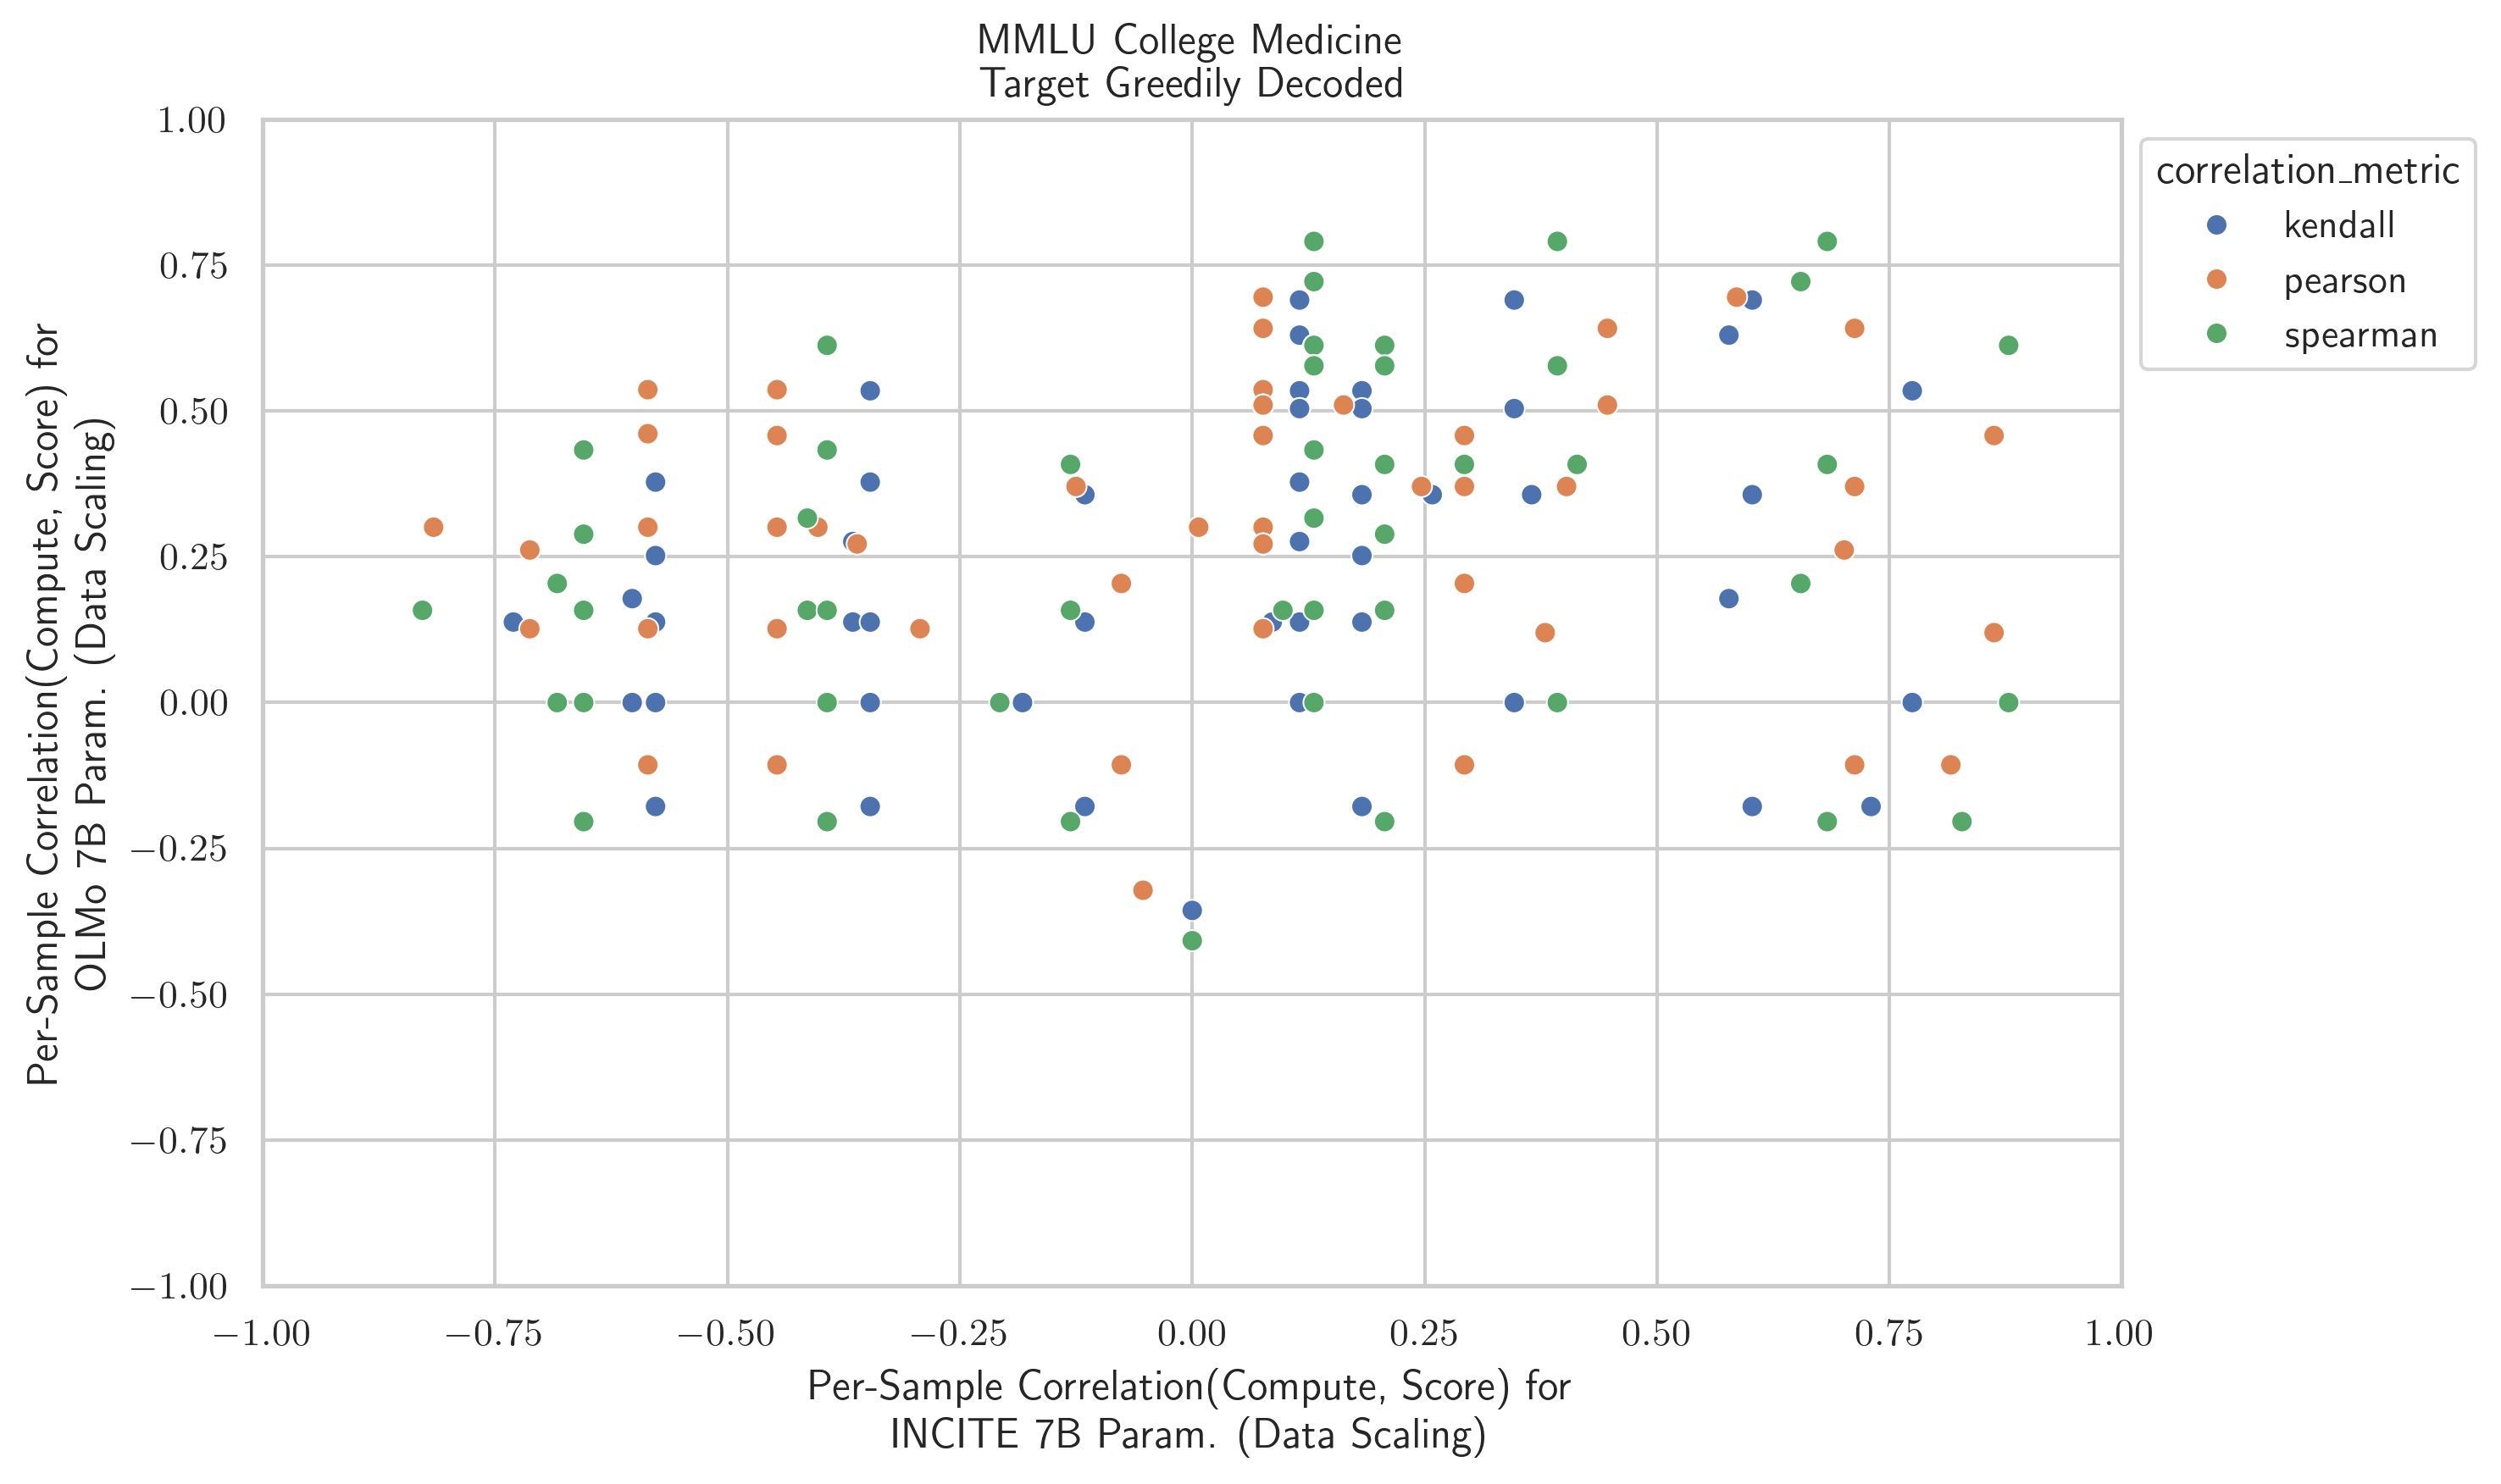 MMLU College Medicine
Target Greedily Decoded
correlation_metric
kendall
pearson
spearman
Per-Sample Correlation(Compute, Score) for
OLMo 7B Param. (Data Scaling)
1.00
0.75
0.50
0.25
0.00
−0.25
−0.50
−0.75
−1.00
−1.00 −0.75 −0.50 −0.25 0.00 0.25 0.50 0.75 1.00
Per-Sample Correlation(Compute, Score) for
INCITE 7B Param. (Data Scaling)